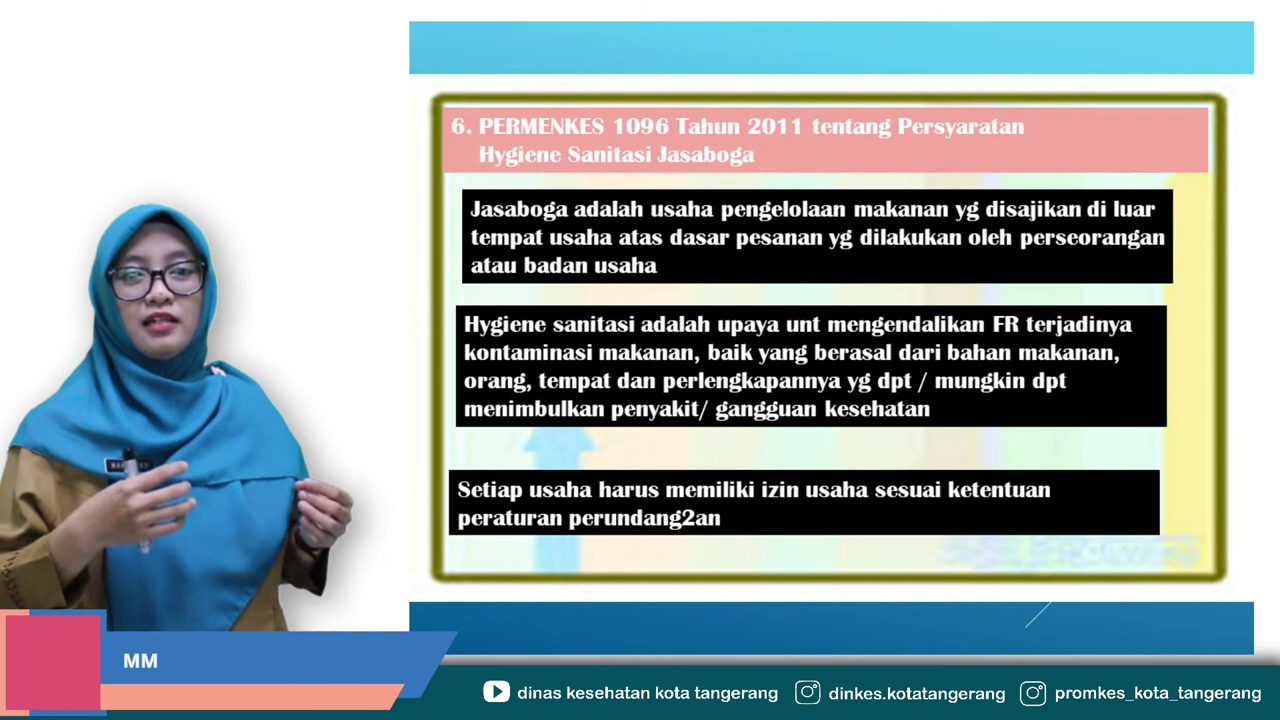 6. PERMENKES 1096 Tahun 2011 tentang Persyaratan
Hygiene Sanitasi Jasaboga
Jasaboga adalah usaha pengelolaan makanan yg disajikan di luar
tempat usaha atas dasar pesanan yg dilakukan oleh perseorangan
atau badan usaha
Hygiene sanitasi adalah upaya unt mengendalikan FR terjadinya
kontaminasi makanan, baik yang berasal dari bahan makanan,
orang, tempat dan perlengkapannya yg dpt / mungkin dpt
menimbulkan penyakit/ gangguan kesehatan
Setiap usaha harus memiliki izin usaha sesuai ketentuan
peraturan perundang2an
MM
dinas kesehatan kota tangerang
dinkes.kotatangerang
promkes_kota_tangerang